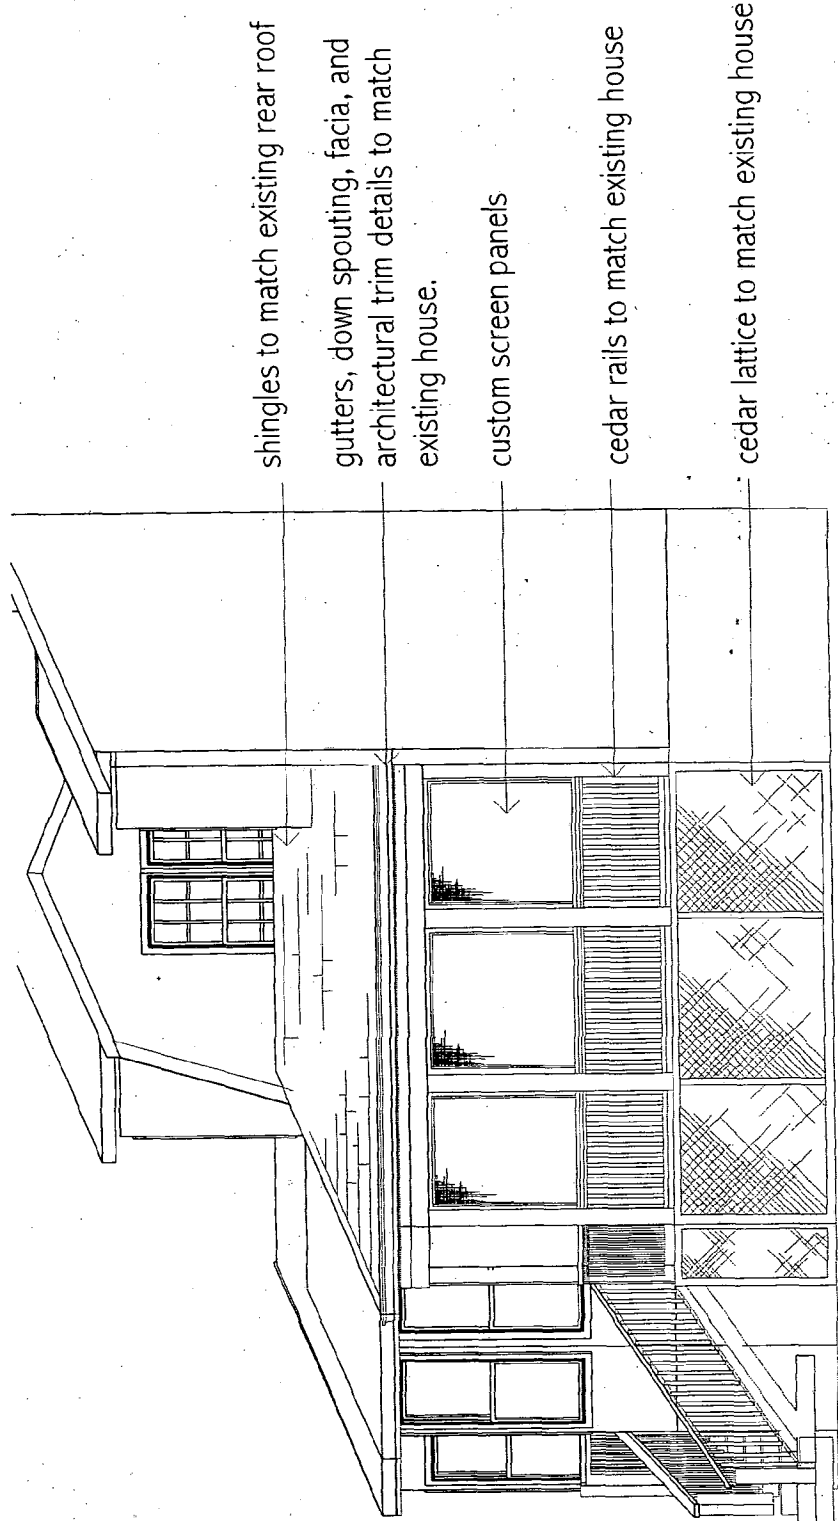 shingles to match existing rear roof
gutters, down spouting, facia, and
architectural trim details to match
existing house.
custom screen panels
cedar rails to match existing house
cedar lattice to match existing house